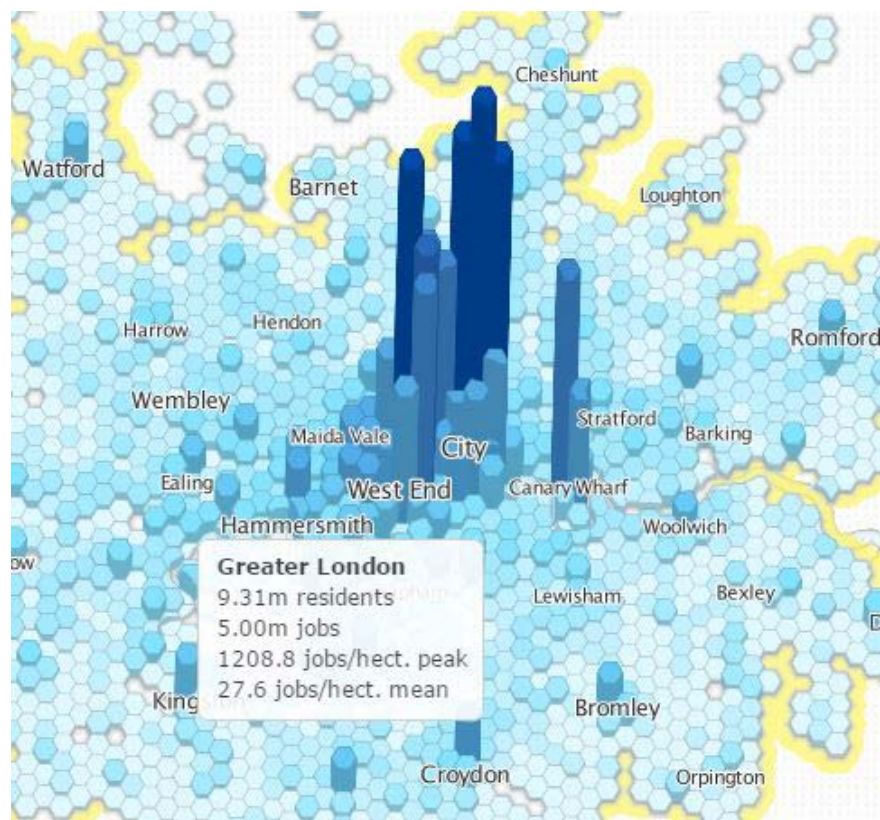 Cheshunt
Watford
Barnet
Loughton
Harrow
Hendon
Romford
Wembley
Maida Vale
Stratford
Barking
City
Ealing
West End
Canary Wharf
Hammersmith
Woolwich
ow
Greater London
9.31m residents
5.00m jobs
1208.8 jobs/hect. peak
27.6 jobs/hect. mean
Lewisham
Bexley
D
Bromley
Croydon
Orpington